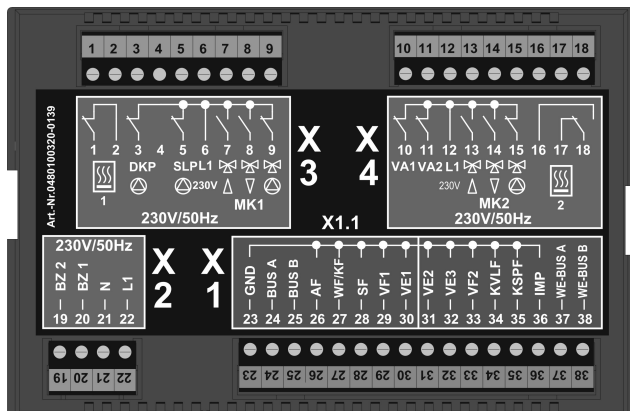 1 2 3 4 5 6 7 8 9
10 11 12 13 14 15 16 17 18
Art.-Nr.0480100320-0139
1 2 3 4 5 6 7 8 9
DKP SLP L1
230V
1
MK1
230V/50Hz
X
3
X
4
10 11 12 13 14 15 16 17 18
VA1 VA2 L1
230V
MK2
2
230V/50Hz
X1.1
230V/50Hz
BZ 2
BZ 1
N
L1
19 20 21 22
X
2
X
1
GND
BUS A
BUS B
AF
WF/KF
SF
VF1
VE1
VE2
VE3
VF2
KVLF
KSPF
IMP
WE-BUS A
WE-BUS B
23 24 25 26 27 28 29 30 31 32 33 34 35 36 37 38
19 20 21 22
23 24 25 26 27 28 29 30 31 32 33 34 35 36 37 38